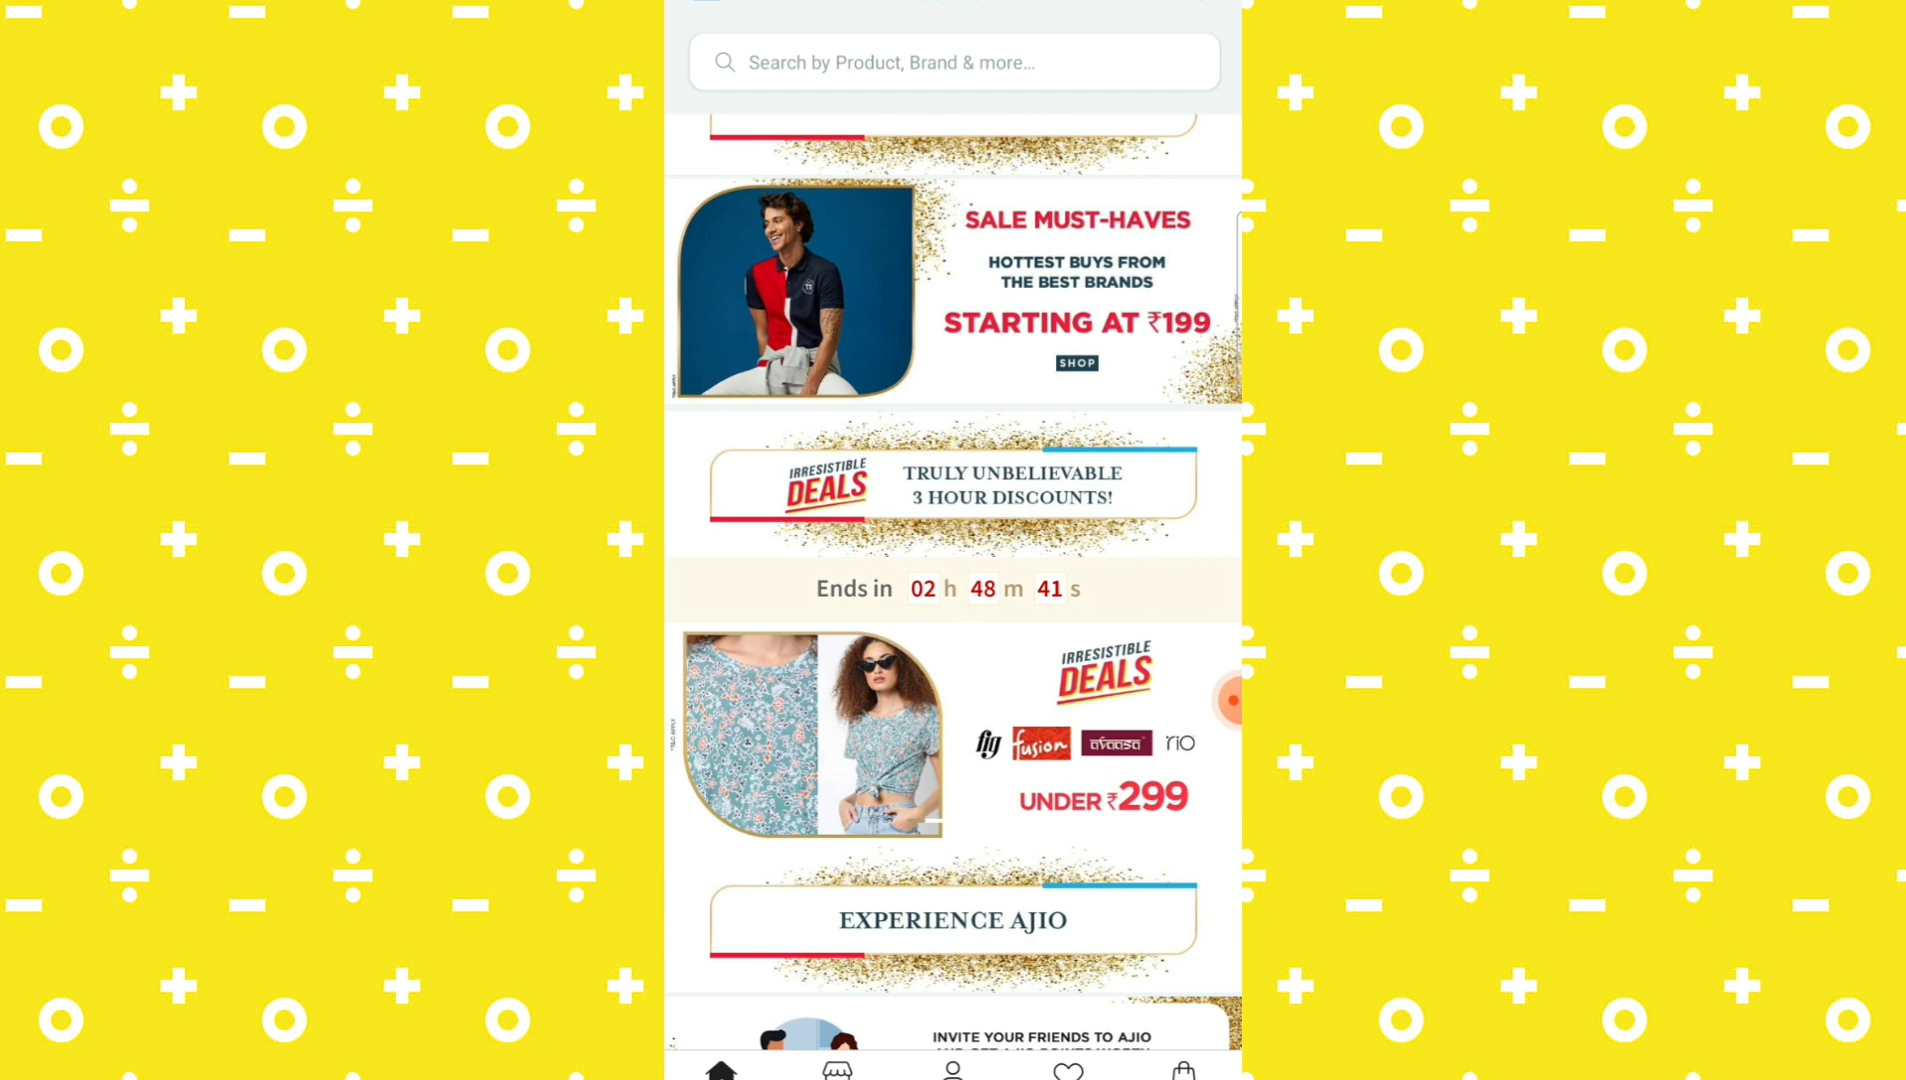 Search by Product, Brand & more...
SALE MUST-HAVES
HOTTEST BUYS FROM
THE BEST BRANDS
STARTING AT ₹199
SHOP
IRRESISTIBLE
DEALS
TRULY UNBELIEVABLE
3 HOUR DISCOUNTS!
Ends in 02 h 48 m 41 s
IRRESISTIBLE
DEALS
fig fusion avaasa rio
UNDER ₹299
*T&C APPLY
EXPERIENCE AJIO
INVITE YOUR FRIENDS TO AJIO